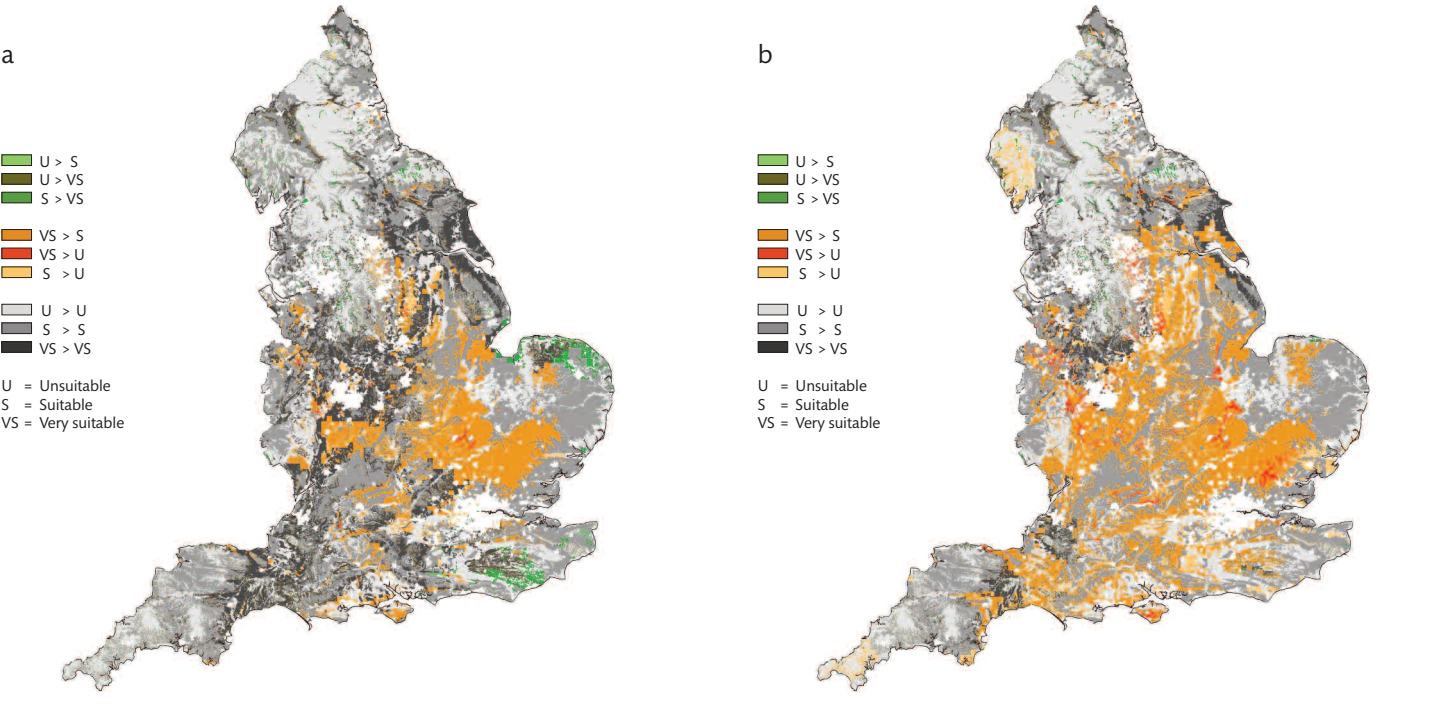 a
U > S
U > VS
S > VS
VS > S
VS > U
S > U
U > U
S > S
VS > VS
U = Unsuitable
S = Suitable
VS = Very suitable
b
U > S
U > VS
S > VS
VS > S
VS > U
S > U
U > U
S > S
VS > VS
U = Unsuitable
S = Suitable
VS = Very suitable